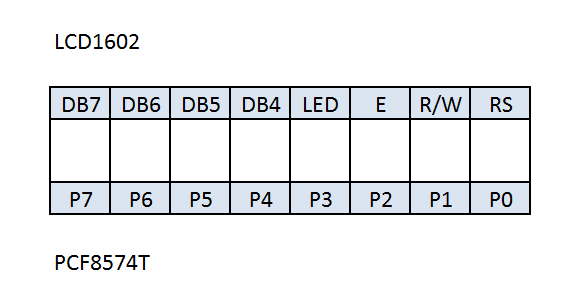 LCD1602
DB7 DB6 DB5 DB4 LED E R/W RS
P7 P6 P5 P4 P3 P2 P1 P0
PCF8574T